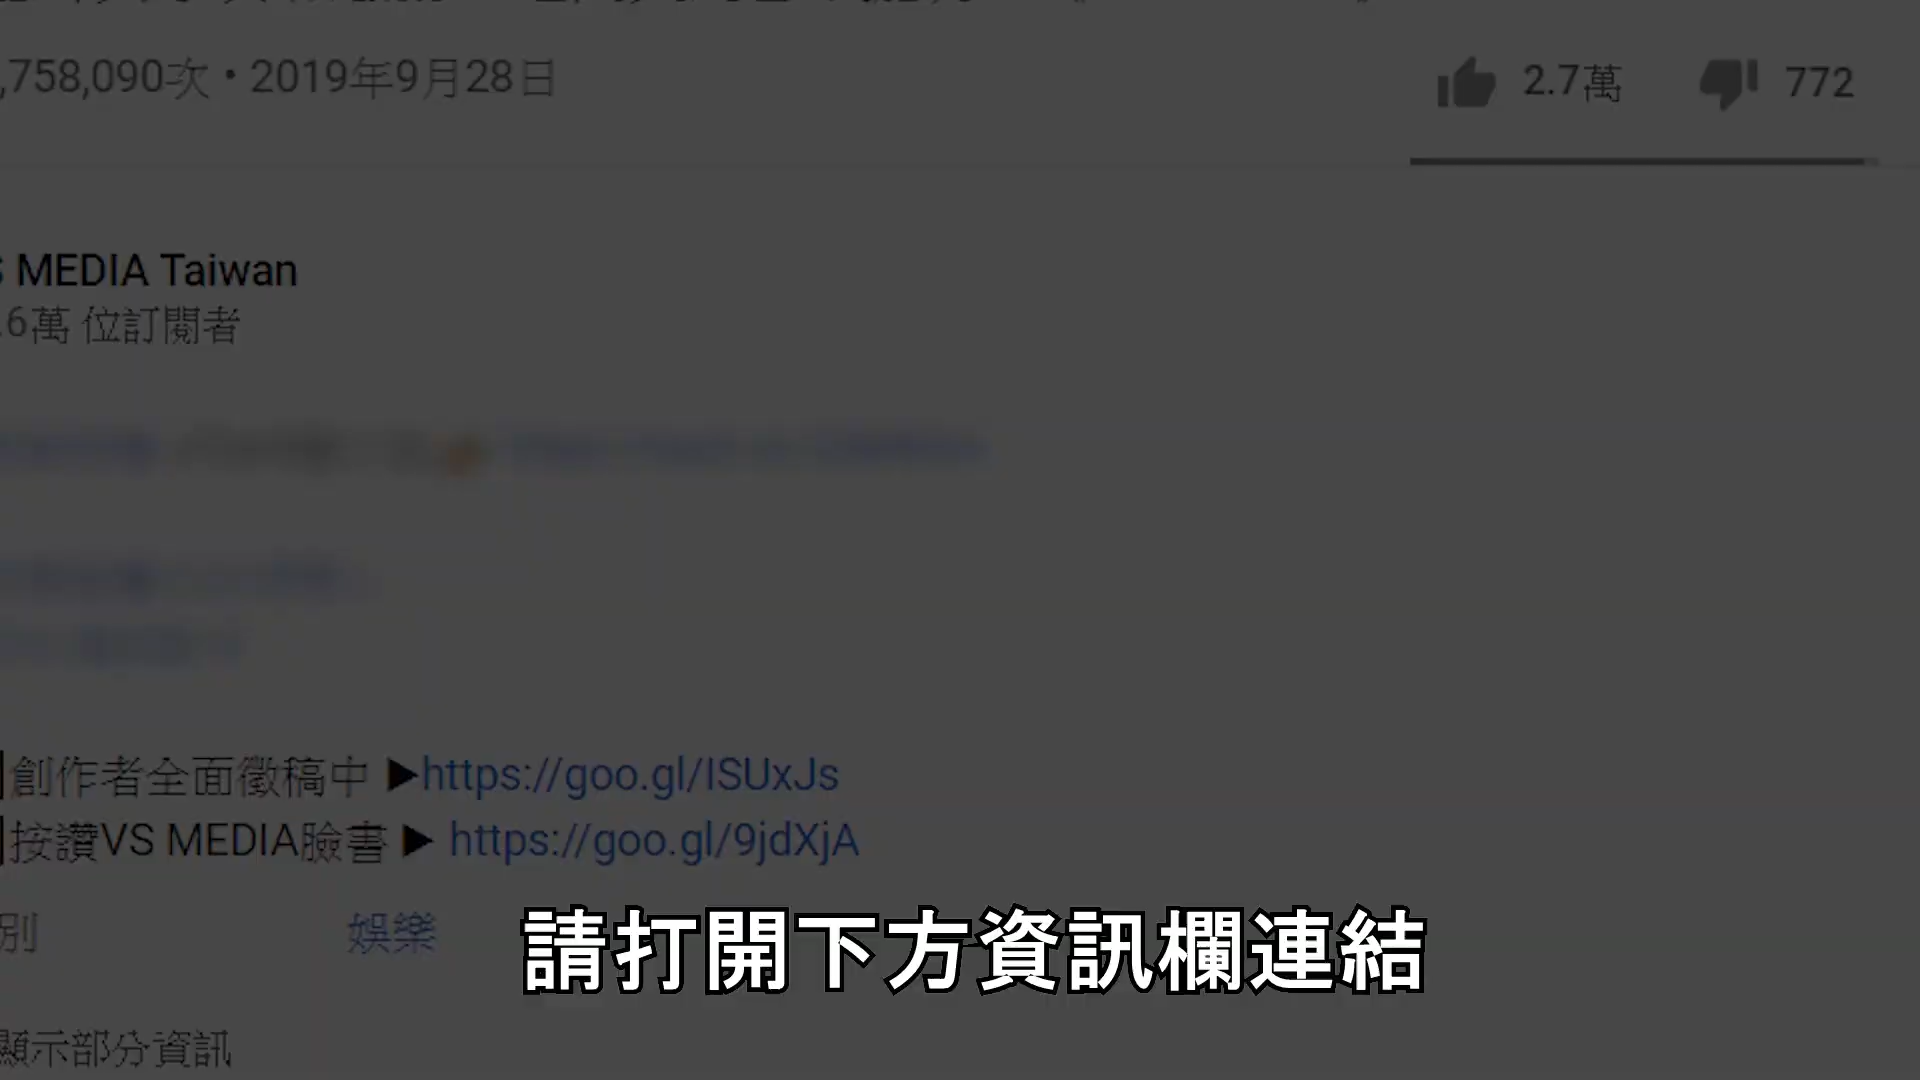 ,758,090次 • 2019年9月28日
2.7萬 772
MEDIA Taiwan
.6萬 位訂閱者
創作者全面徵稿中 ▶https://goo.gl/ISUxJs
按讚VS MEDIA臉書 ▶ https://goo.gl/9jdXjA
別 娛樂
請打開下方資訊欄連結
顯示部分資訊